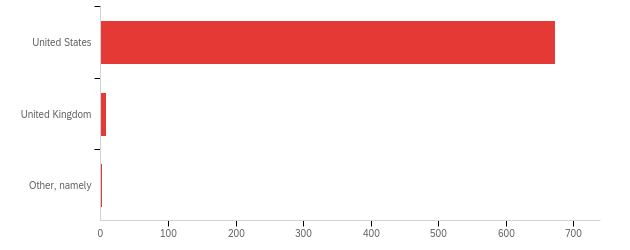 United States
United Kingdom
Other, namely
0 100 200 300 400 500 600 700